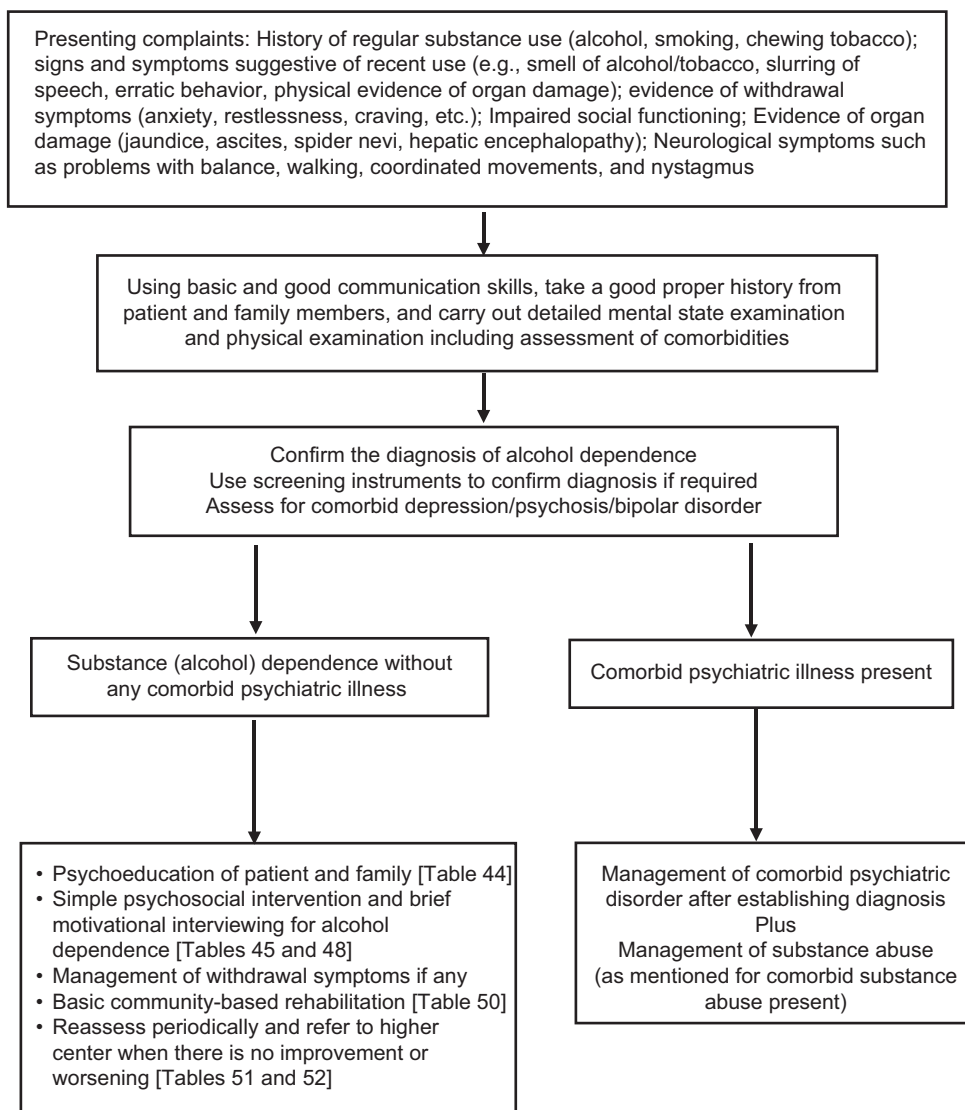 Presenting complaints: History of regular substance use (alcohol, smoking, chewing tobacco);
signs and symptoms suggestive of recent use (e.g., smell of alcohol/tobacco, slurring of
speech, erratic behavior, physical evidence of organ damage); evidence of withdrawal
symptoms (anxiety, restlessness, craving, etc.); Impaired social functioning; Evidence of organ
damage (jaundice, ascites, spider nevi, hepatic encephalopathy); Neurological symptoms such
as problems with balance, walking, coordinated movements, and nystagmus
Using basic and good communication skills, take a good proper history from
patient and family members, and carry out detailed mental state examination
and physical examination including assessment of comorbidities
Confirm the diagnosis of alcohol dependence
Use screening instruments to confirm diagnosis if required
Assess for comorbid depression/psychosis/bipolar disorder
Substance (alcohol) dependence without
any comorbid psychiatric illness
Comorbid psychiatric illness present
• Psychoeducation of patient and family [Table 44]
• Simple psychosocial intervention and brief
motivational interviewing for alcohol
dependence [Tables 45 and 48]
• Management of withdrawal symptoms if any
• Basic community-based rehabilitation [Table 50]
• Reassess periodically and refer to higher
center when there is no improvement or
worsening [Tables 51 and 52]
Management of comorbid psychiatric
disorder after establishing diagnosis
Plus
Management of substance abuse
(as mentioned for comorbid substance
abuse present)